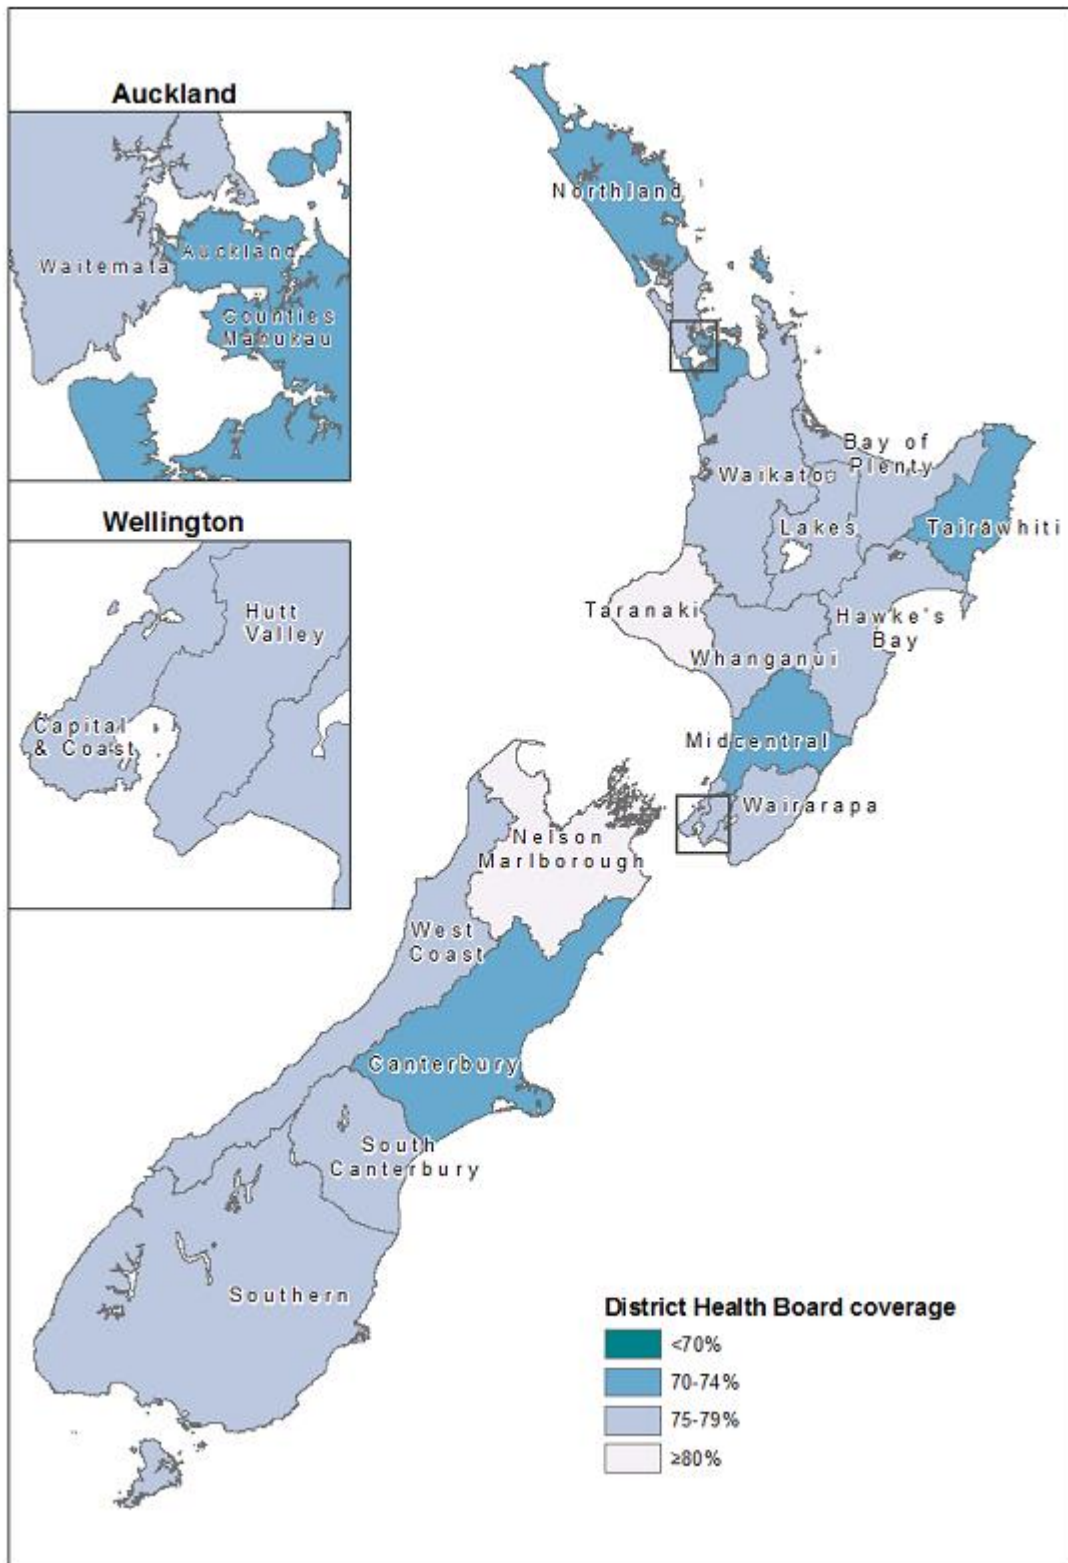 Auckland
Waitemata
Auckland
Counties
Manukau
Wellington
Hutt
Valley
Capital
& Coast
Northland
Bay of
Plenty
Waikato
Lakes
Tairāwhiti
Taranaki
Hawke's
Bay
Whanganui
Midcentral
Wairarapa
Nelson
Marlborough
West
Coast
Canterbury
South
Canterbury
Southern
District Health Board coverage
<70%
70-74%
75-79%
≥80%